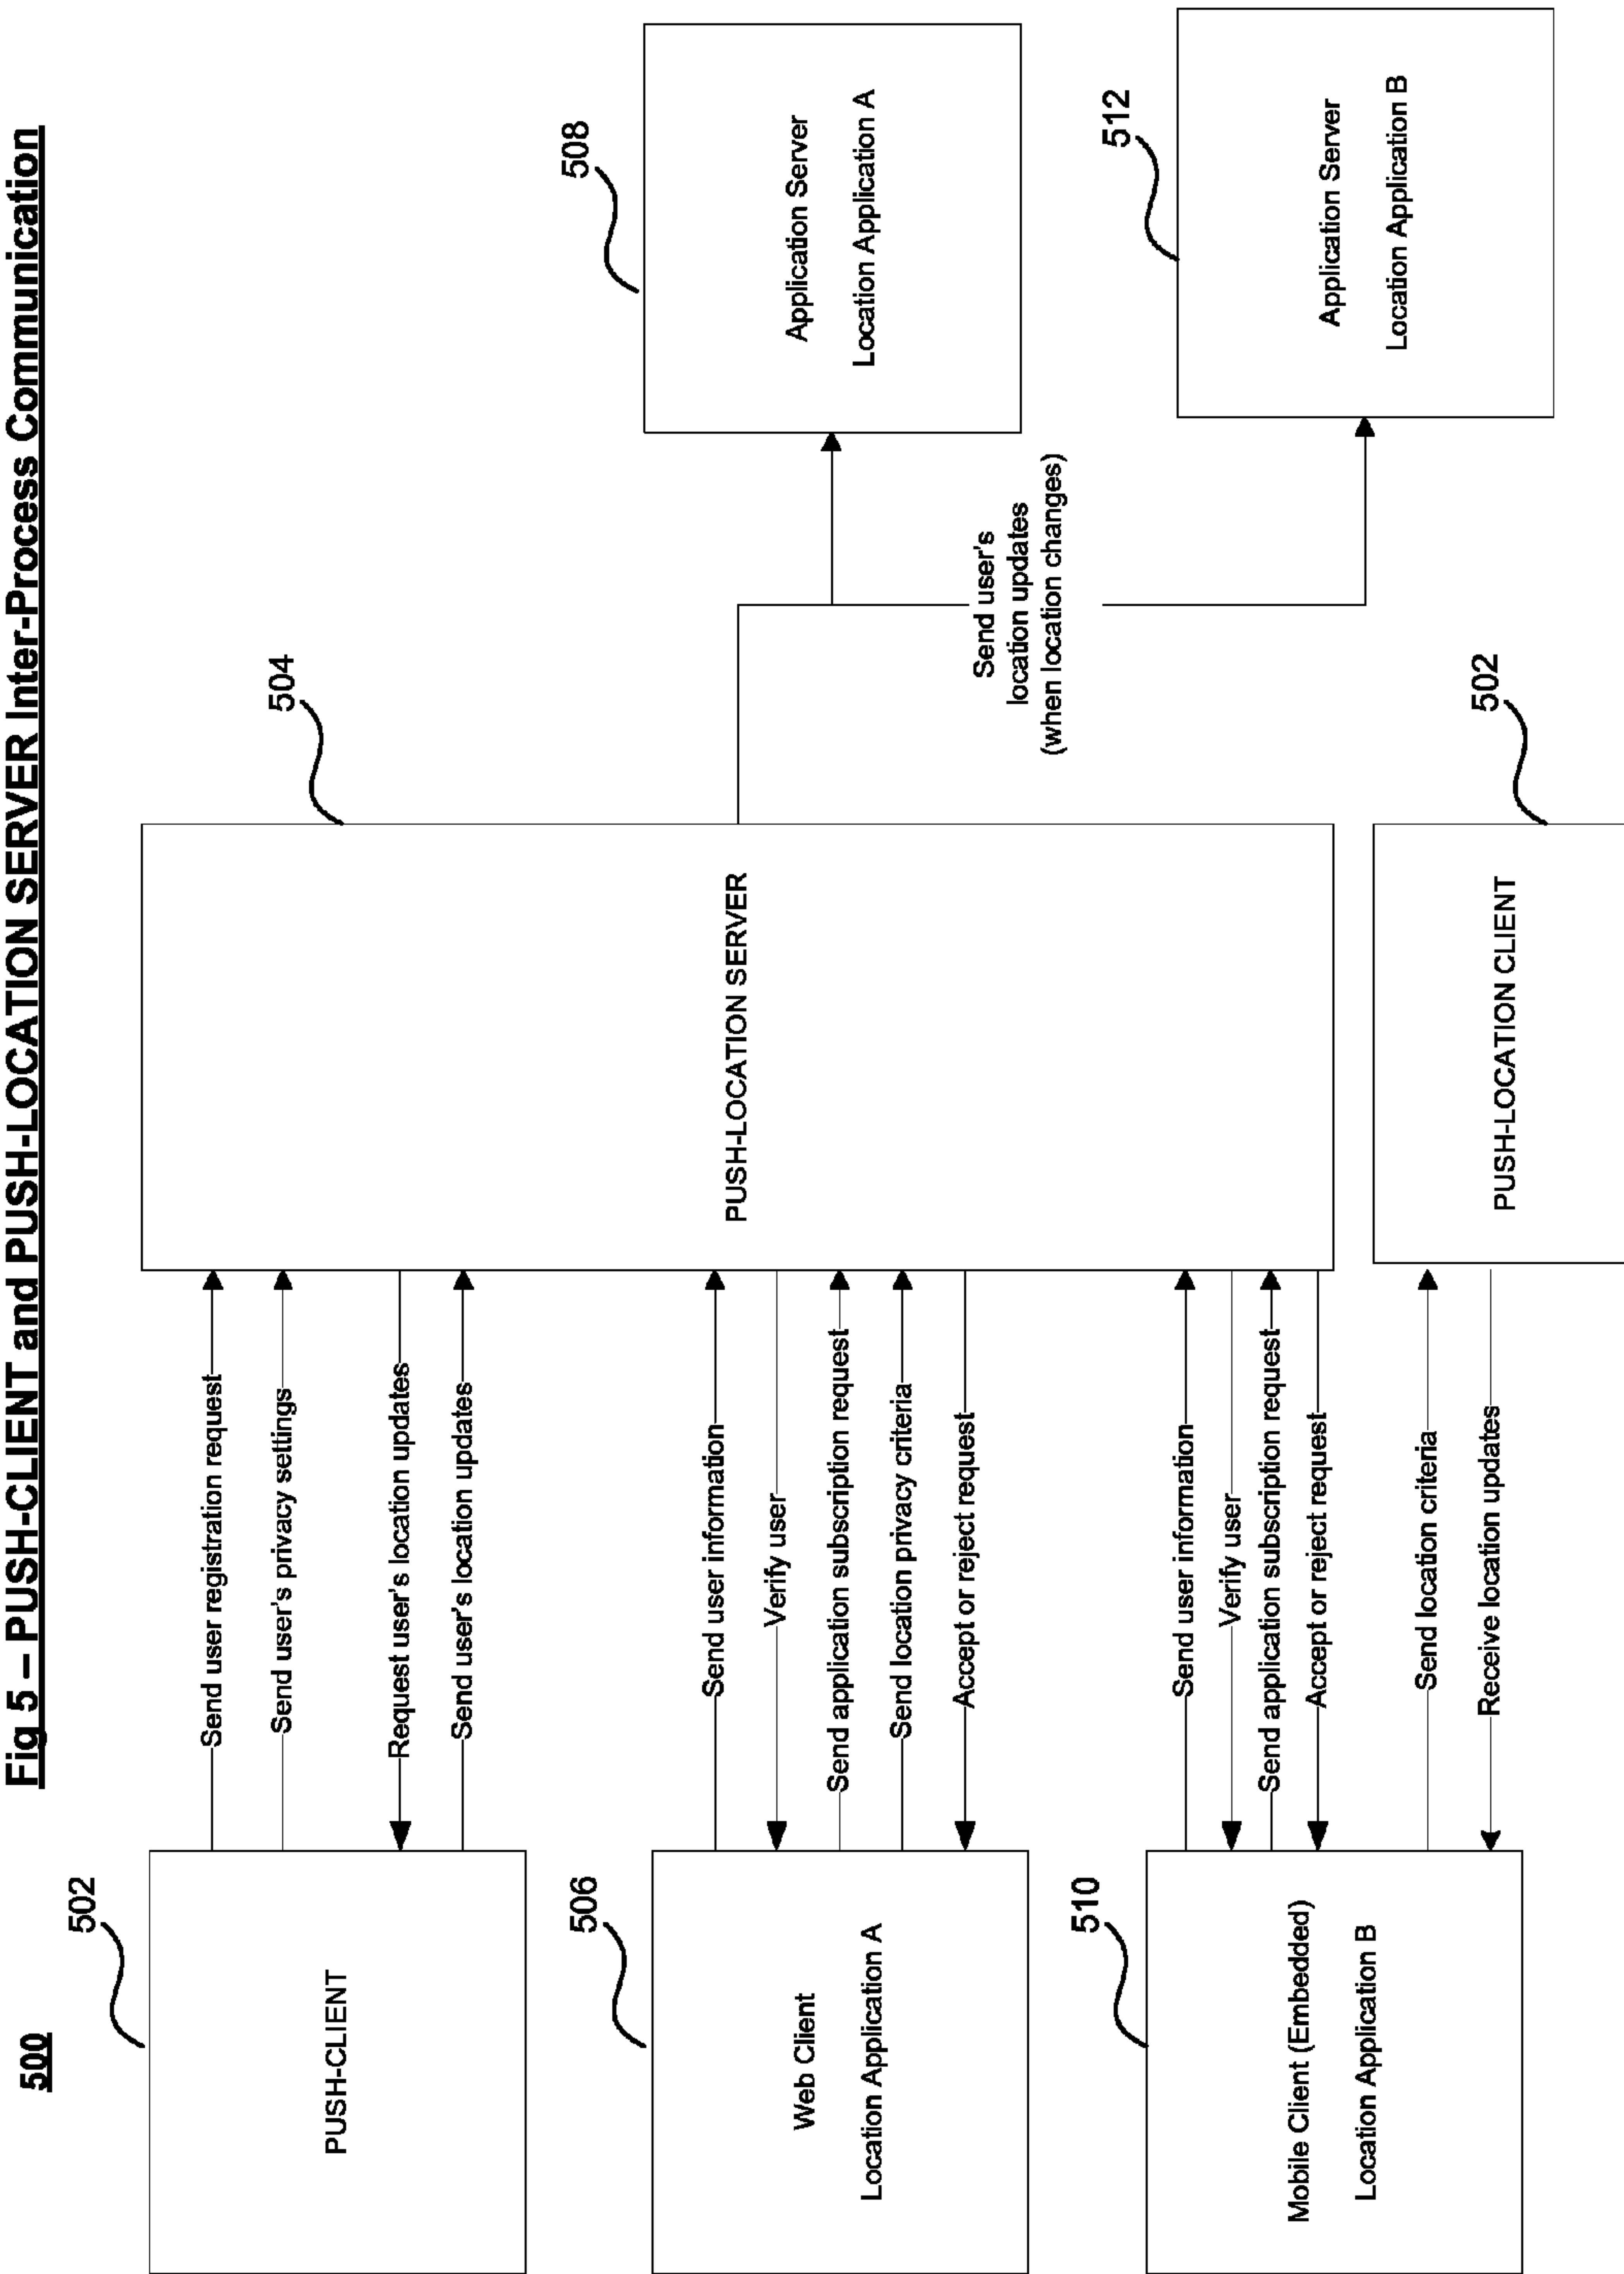 Fig 5 – PUSH-CLIENT and PUSH-LOCATION SERVER Inter-Process Communication
500
502
PUSH-CLIENT
Send user registration request
Send user's privacy settings
Request user's location updates
Send user's location updates
504
PUSH-LOCATION SERVER
506
Web Client
Location Application A
Send user information
Verify user
Send application subscription request
Send location privacy criteria
Accept or reject request
508
Application Server
Location Application A
Send user's
location updates
(when location changes)
510
Mobile Client (Embedded)
Location Application B
Send user information
Verify user
Send application subscription request
Accept or reject request
Send location criteria
Receive location updates
502
PUSH-LOCATION CLIENT
512
Application Server
Location Application B